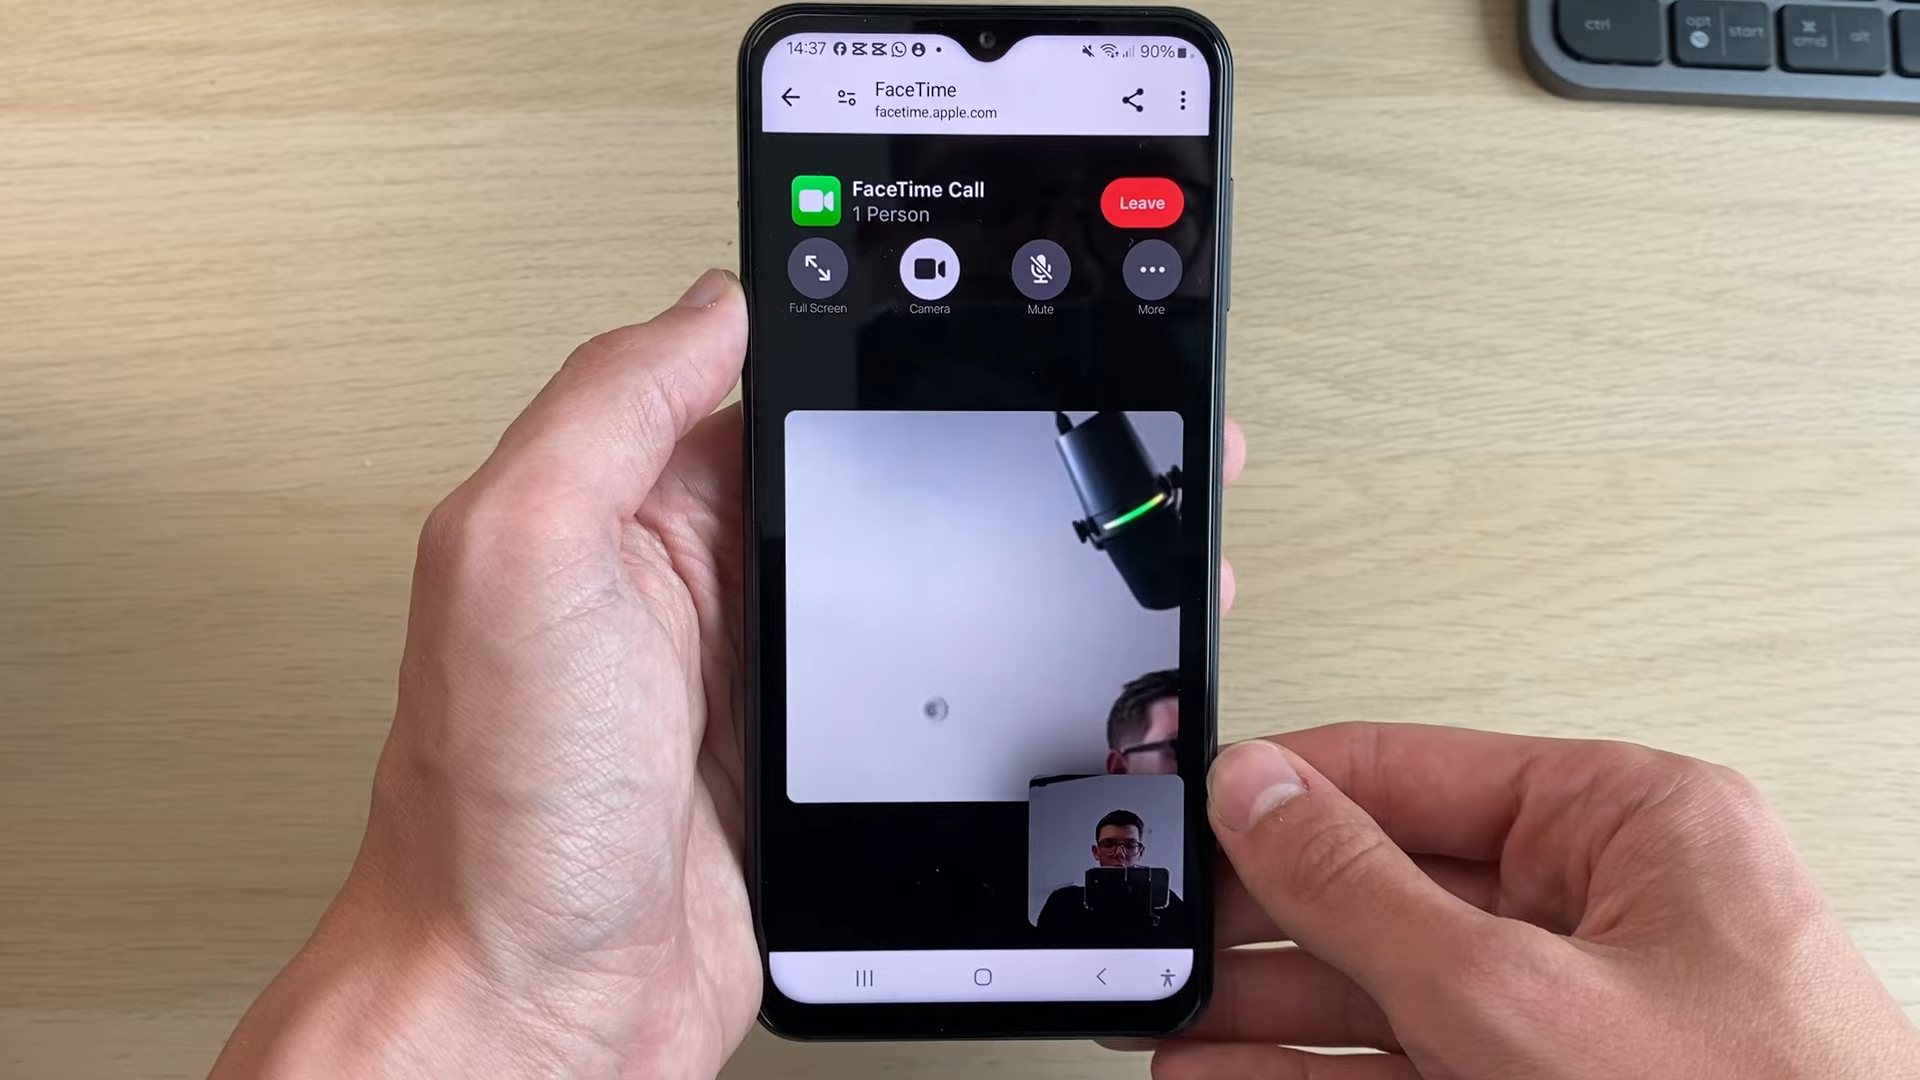 ctrl
opt
start
cmd
alt
14:37
90%
FaceTime
facetime.apple.com
FaceTime Call
1 Person
Leave
Full Screen
Camera
Mute
More